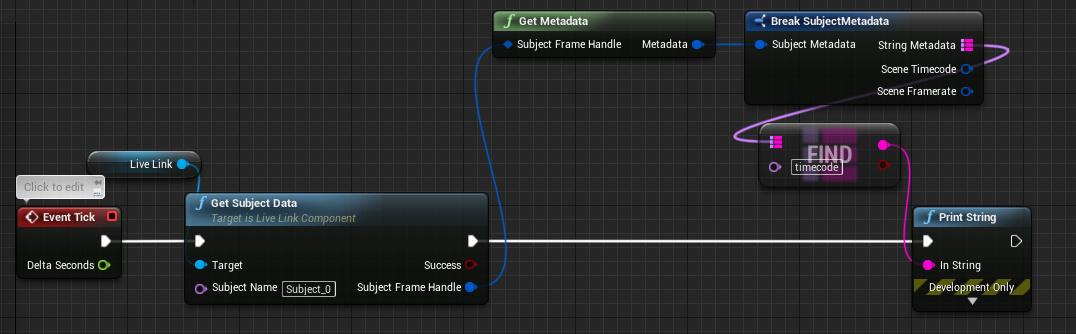 Get Metadata
Subject Frame Handle
Metadata
Break SubjectMetadata
Subject Metadata
String Metadata
Scene Timecode
Scene Framerate
FIND
timecode
Live Link
Click to edit
Event Tick
Delta Seconds
Get Subject Data
Target is Live Link Component
Target
Success
Subject Name
Subject_0
Subject Frame Handle
Print String
In String
Development Only